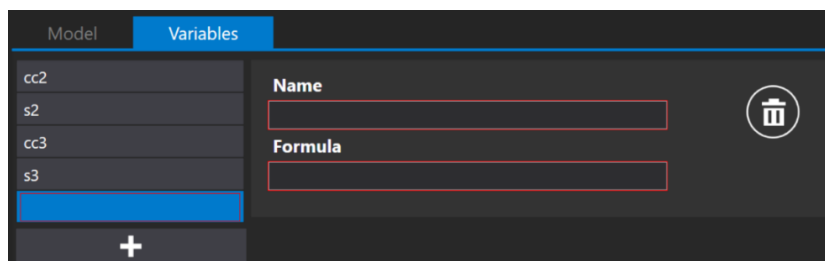 Model Variables
cc2
s2
cc3
s3
Name
Formula